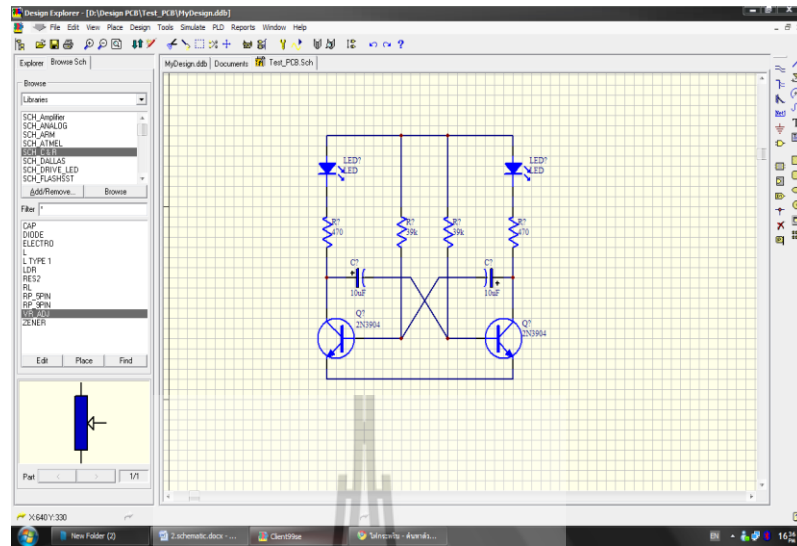 Design Explorer - [D:\Design PCB\Test_PCB\MyDesign.ddb]
File Edit View Place Design Tools Simulate PLD Reports Window Help
Explorer Browse Sch
MyDesign.ddb Documents Test_PCB.Sch
Browse
Libraries
SCH_Amplifier
SCH_ANALOG
SCH_ARM
SCH_ATMEL
SCH_C&R
SCH_DALLAS
SCH_DRIVE_LED
SCH_FLASHSST
Add/Remove... Browse
Filter *
CAP
DIODE
ELECTRO
L
L TYPE 1
LDR
RES2
RL
RP_5PIN
RP_9PIN
VR_ADJ
ZENER
Edit Place Find
Part < > 1/1
LED? LED?
LED LED
R? R? R? R?
470 39k 39k 470
C? C?
10uF 10uF
Q? Q?
2N3904 2N3904
X:640 Y:330
New Folder (2) 2.schematic.docx - ... Client99se
EN